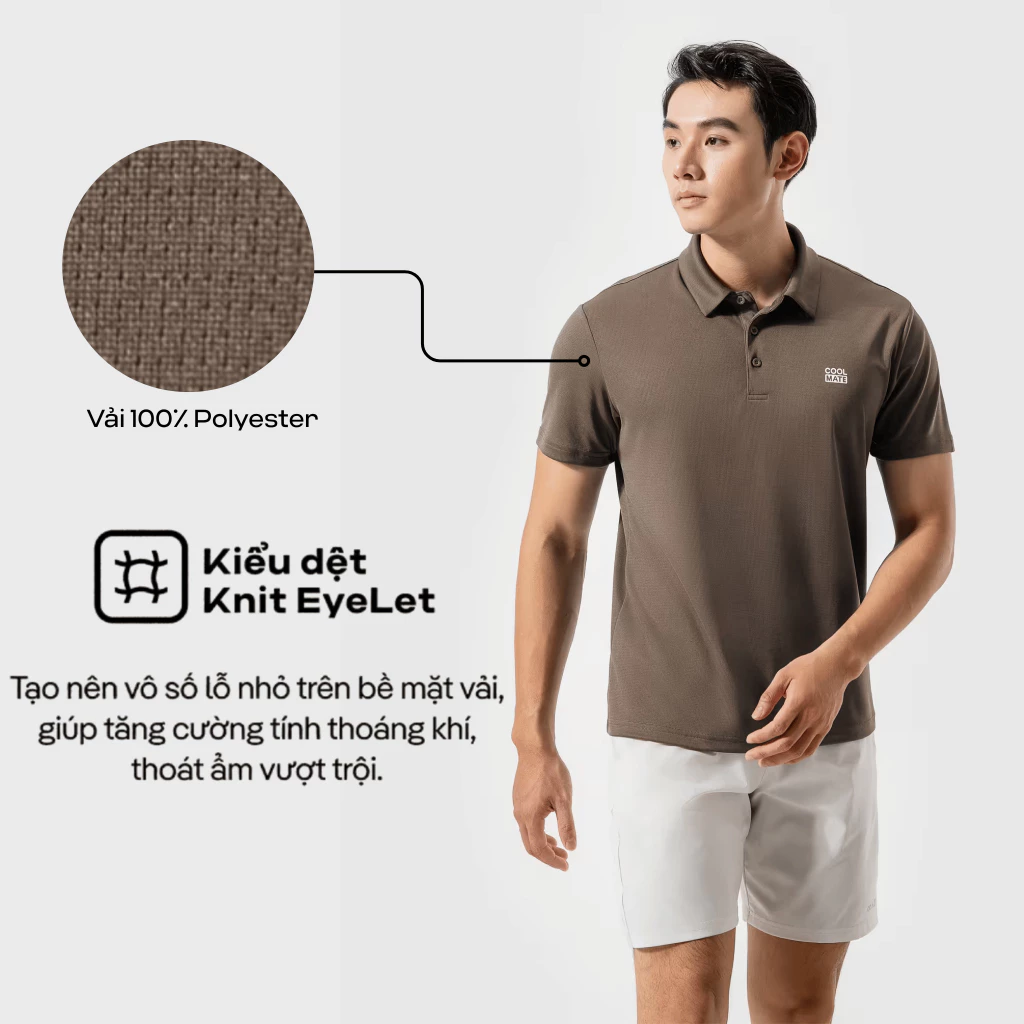 COOL
MATE
Vải 100% Polyester
Kiểu dệt
Knit EyeLet
Tạo nên vô số lỗ nhỏ trên bề mặt vải,
giúp tăng cường tính thoáng khí,
thoát ẩm vượt trội.